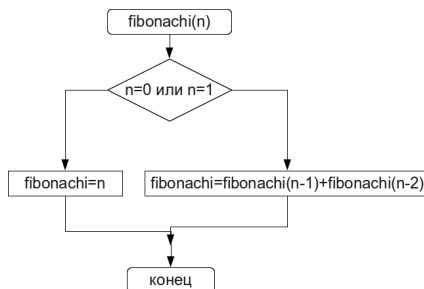 fibonachi(n)
n=0 или n=1
fibonachi=n
fibonachi=fibonachi(n-1)+fibonachi(n-2)
конец